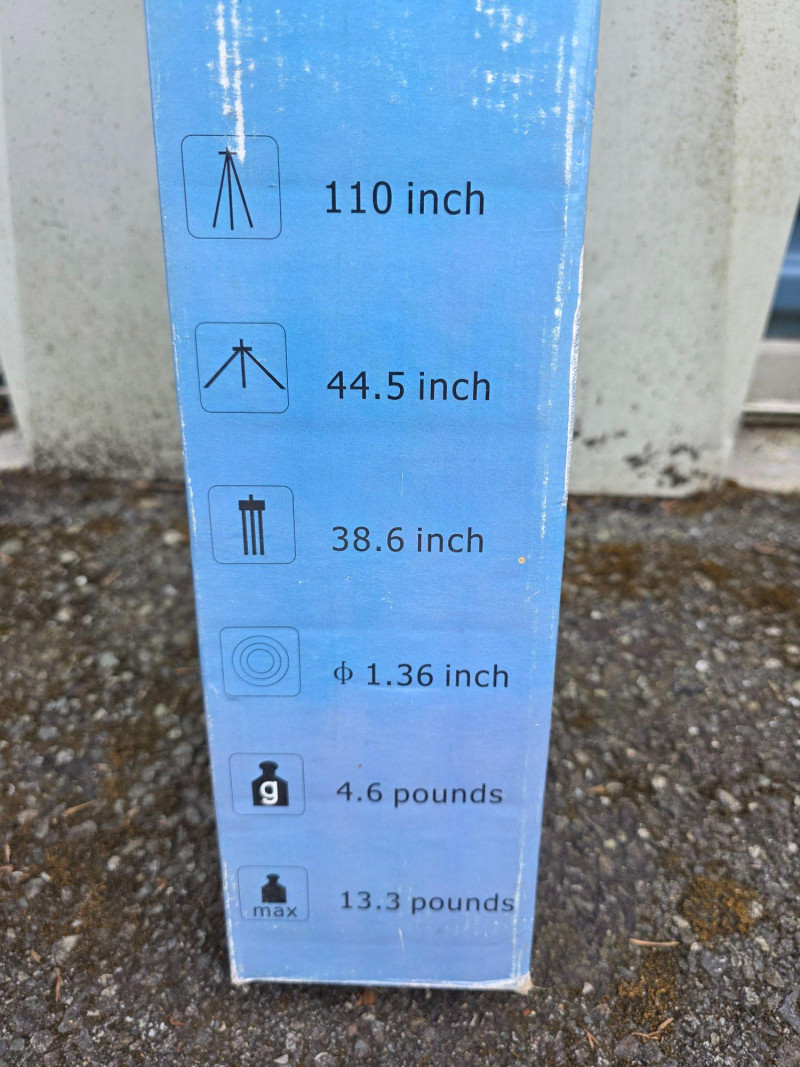 110 inch
44.5 inch
38.6 inch
ϕ 1.36 inch
g
4.6 pounds
max
13.3 pounds